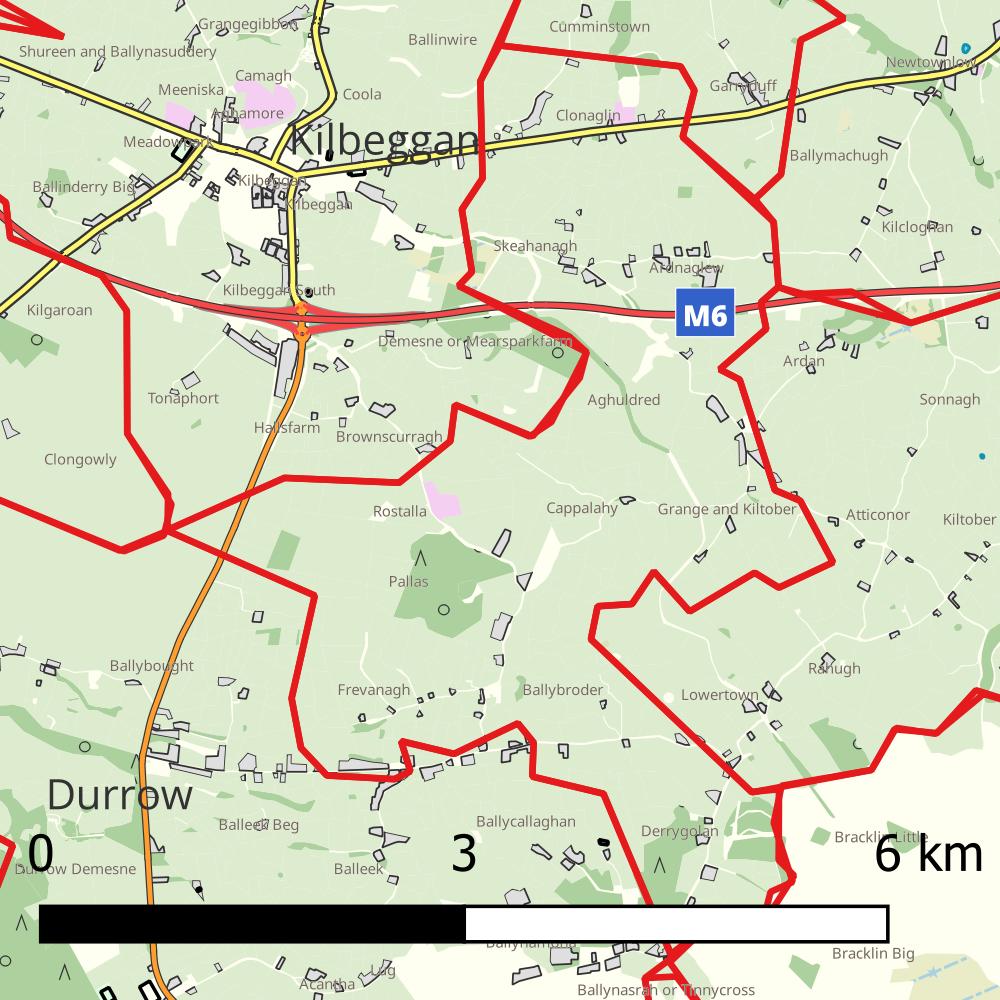 Grangegibbon
Cumminstown
Ballinwire
Shureen and Ballynasuddery
Newtownlow
Camagh
Meeniska
Coola
Garryduff
Aghamore
Clonaglin
Kilbeggan
Meadowpark
Ballymachugh
Kilbeggan
Ballinderry Big
Kilbeggan
Kilcloghan
Skeahanagh
Ardnaglew
Kilbeggan South
Kilgaroan
M6
Demesne or Mearsparkfarm
Ardan
Tonaphort
Aghuldred
Sonnagh
Hallsfarm
Brownscurragh
Clongowly
Rostalla
Cappalahy
Grange and Kiltober
Atticonor
Kiltober
Pallas
Ballybought
Rahugh
Frevanagh
Ballybroder
Lowertown
Durrow
Balleek Beg
Ballycallaghan
Derrygolan
Bracklin Little
0
3
6 km
Durrow Demesne
Balleek
Ballynamona
Bracklin Big
Lug
Acantha
Ballynasrah or Tinnycross